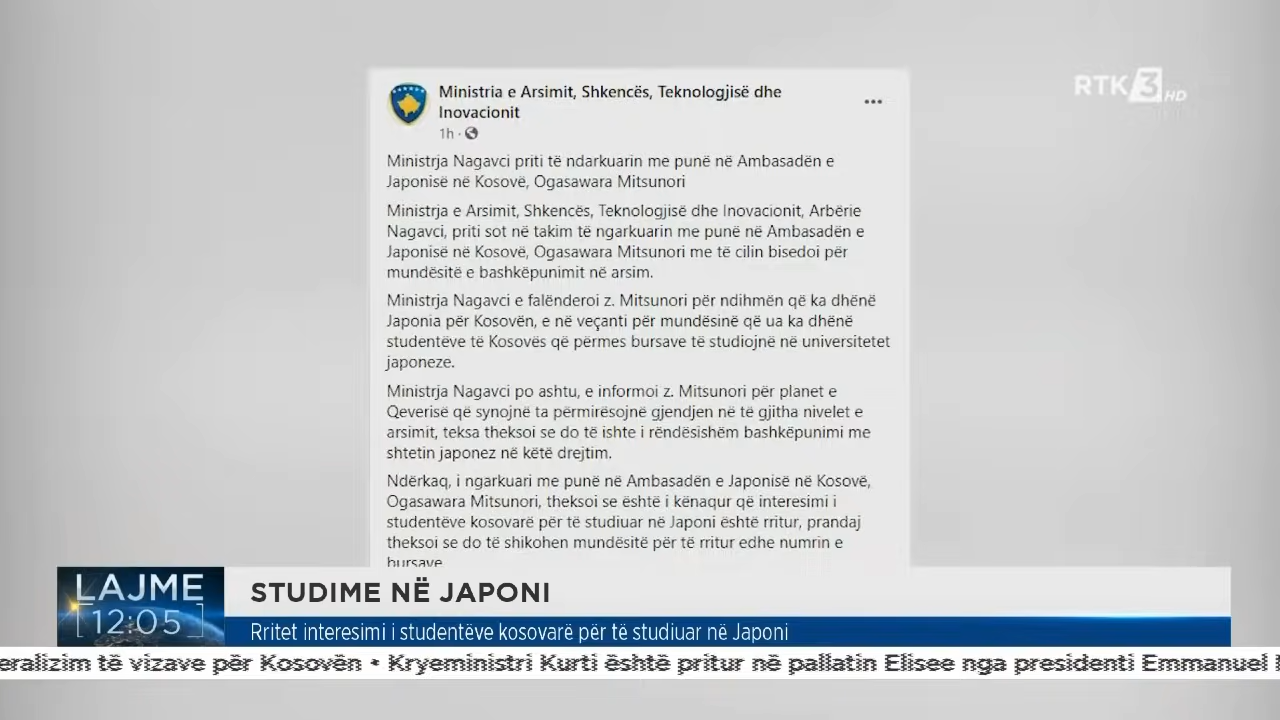 RTK 3 HD
Ministria e Arsimit, Shkencës, Teknologjisë dhe
Inovacionit
1h ·
Ministrja Nagavci priti të ndarkuarin me punë në Ambasadën e
Japonisë në Kosovë, Ogasawara Mitsunori
Ministrja e Arsimit, Shkencës, Teknologjisë dhe Inovacionit, Arbërie
Nagavci, priti sot në takim të ngarkuarin me punë në Ambasadën e
Japonisë në Kosovë, Ogasawara Mitsunori me të cilin bisedoi për
mundësitë e bashkëpunimit në arsim.
Ministrja Nagavci e falënderoi z. Mitsunori për ndihmën që ka dhënë
Japonia për Kosovën, e në veçanti për mundësinë që ua ka dhënë
studentëve të Kosovës që përmes bursave të studiojnë në universitetet
japoneze.
Ministrja Nagavci po ashtu, e informoi z. Mitsunori për planet e
Qeverisë që synojnë ta përmirësojnë gjendjen në të gjitha nivelet e
arsimit, teksa theksoi se do të ishte i rëndësishëm bashkëpunimi me
shtetin japonez në këtë drejtim.
Ndërkaq, i ngarkuari me punë në Ambasadën e Japonisë në Kosovë,
Ogasawara Mitsunori, theksoi se është i kënaqur që interesimi i
studentëve kosovarë për të studiuar në Japoni është rritur, prandaj
theksoi se do të shikohen mundësitë për të rritur edhe numrin e
bursave
LAJME
12:05
STUDIME NË JAPONI
Rritet interesimi i studentëve kosovarë për të studiuar në Japoni
eralizim të vizave për Kosovën • Kryeministri Kurti është pritur në pallatin Elisee nga presidenti Emmanuel